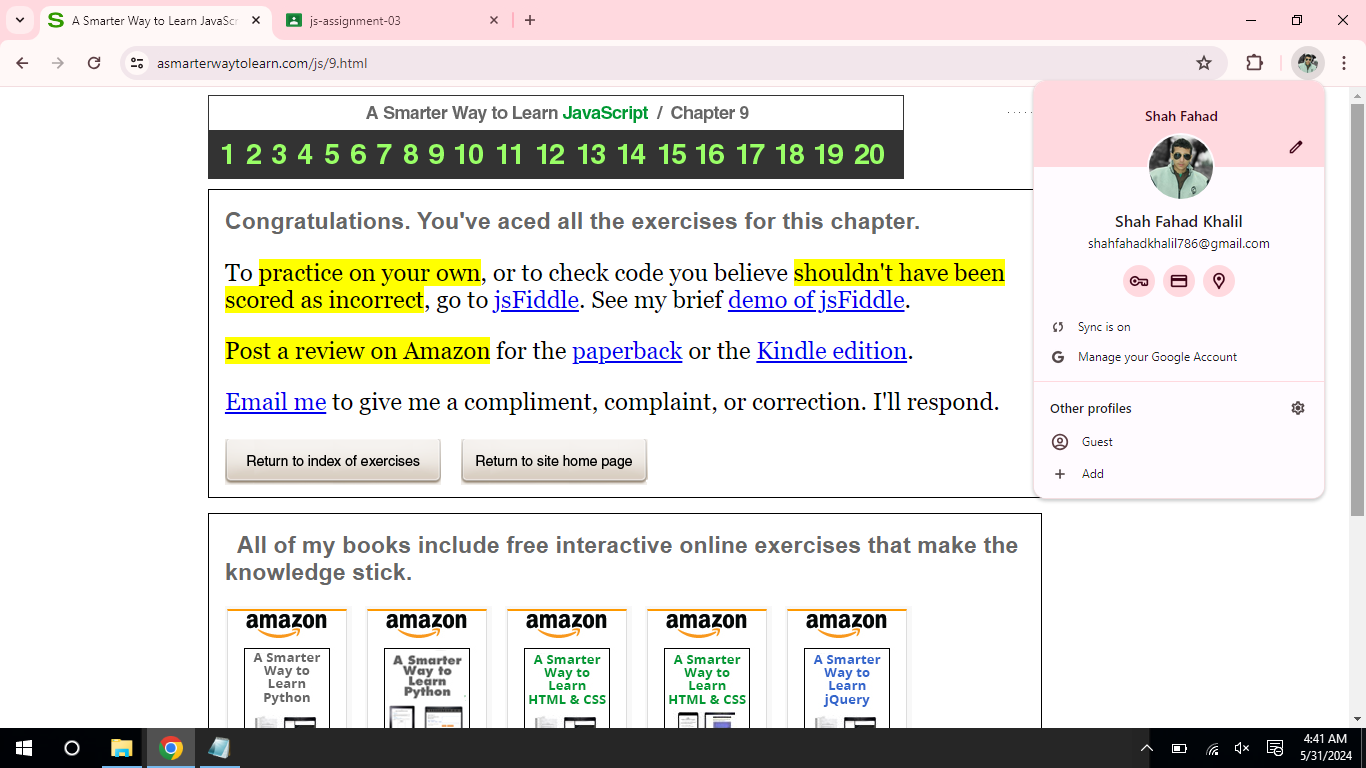 A Smarter Way to Learn JavaScr
js-assignment-03
asmarterwaytolearn.com/js/9.html
A Smarter Way to Learn JavaScript / Chapter 9
1 2 3 4 5 6 7 8 9 10 11 12 13 14 15 16 17 18 19 20
Congratulations. You've aced all the exercises for this chapter.
To practice on your own, or to check code you believe shouldn't have been
scored as incorrect, go to jsFiddle. See my brief demo of jsFiddle.
Post a review on Amazon for the paperback or the Kindle edition.
Email me to give me a compliment, complaint, or correction. I'll respond.
Return to index of exercises
Return to site home page
All of my books include free interactive online exercises that make the
knowledge stick.
amazon
A Smarter
Way to
Learn
Python
amazon
A Smarter
Way to
Learn
Python
amazon
A Smarter
Way to
Learn
HTML & CSS
amazon
A Smarter
Way to
Learn
HTML & CSS
amazon
A Smarter
Way to
Learn
jQuery
Shah Fahad
Shah Fahad Khalil
shahfahadkhalil786@gmail.com
Sync is on
Manage your Google Account
Other profiles
Guest
Add
4:41 AM
5/31/2024